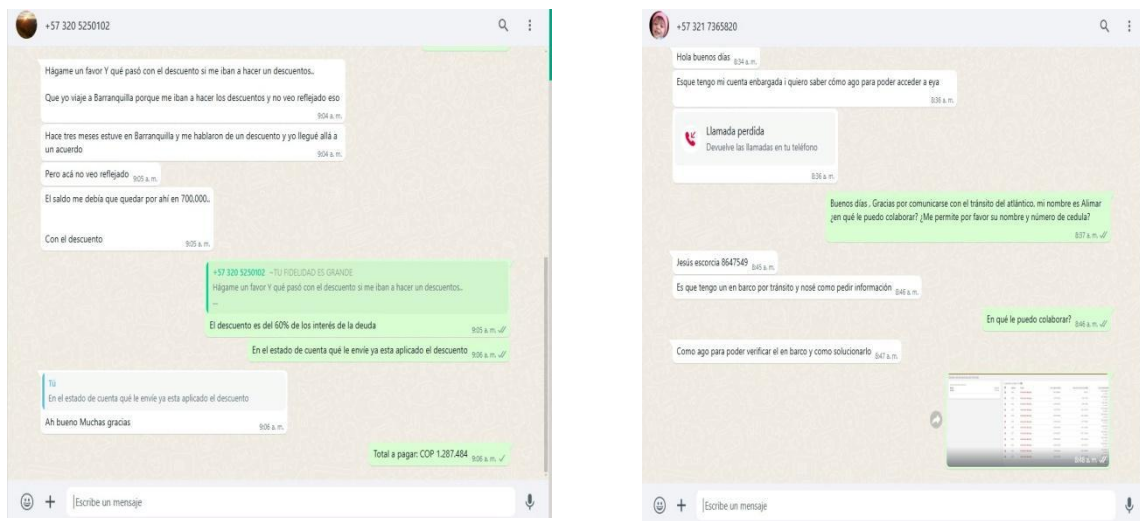 +57 320 5250102
Hágame un favor Y qué pasó con el descuento si me iban a hacer un descuentos..
Que yo viaje a Barranquilla porque me iban a hacer los descuentos y no veo reflejado eso
9:04 a. m.
Hace tres meses estuve en Barranquilla y me hablaron de un descuento y yo llegué allá a
un acuerdo
9:04 a. m.
Pero acá no veo reflejado 9:05 a. m.
El saldo me debía que quedar por ahí en 700.000..
Con el descuento
9:05 a. m.
+57 320 5250102 ~TU FIDELIDAD ES GRANDE
Hágame un favor Y qué pasó con el descuento si me iban a hacer un descuentos..
...
El descuento es del 60% de los interés de la deuda
9:05 a. m.
En el estado de cuenta qué le envíe ya esta aplicado el descuento 9:06 a. m.
Tú
En el estado de cuenta qué le envíe ya esta aplicado el descuento
Ah bueno Muchas gracias
9:06 a. m.
Total a pagar: COP 1.287.484 9:06 a. m.
Escribe un mensaje
+57 321 7365820
Hola buenos días 8:34 a. m.
Esque tengo mi cuenta enbargada i quiero saber cómo ago para poder acceder a eya
8:36 a. m.
Llamada perdida
Devuelve las llamadas en tu teléfono
8:36 a. m.
Buenos días , Gracias por comunicarse con el tránsito del atlántico, mi nombre es Alimar
¿en qué le puedo colaborar? ¿Me permite por favor su nombre y número de cedula?
8:37 a. m.
Jesús escorcia 8647549 8:45 a. m.
Es que tengo un en barco por tránsito y nosé como pedir información 8:46 a. m.
En qué le puedo colaborar? 8:46 a. m.
Como ago para poder verificar el en barco y como solucionarlo 8:47 a. m.
8:48 a. m.
Escribe un mensaje